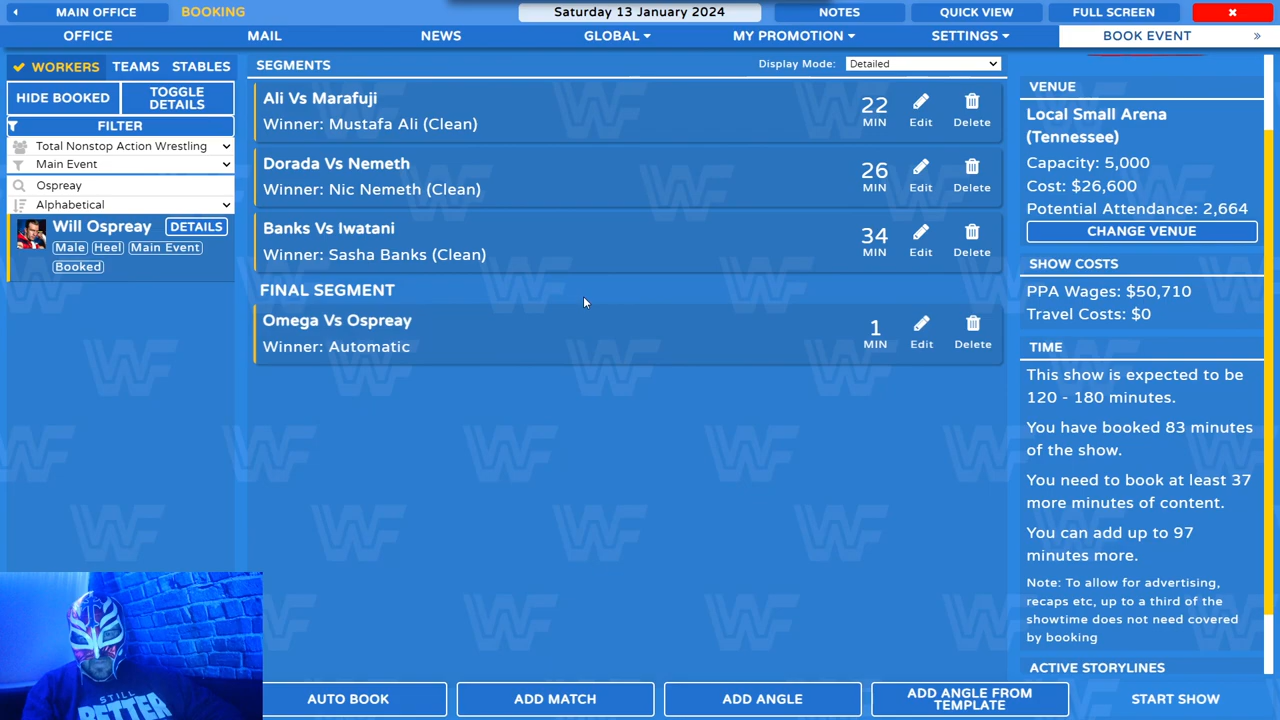 MAIN OFFICE
BOOKING
Saturday 13 January 2024
NOTES
QUICK VIEW
FULL SCREEN
OFFICE
MAIL
NEWS
GLOBAL
MY PROMOTION
SETTINGS
BOOK EVENT
WORKERS
TEAMS
STABLES
HIDE BOOKED
TOGGLE
DETAILS
FILTER
Total Nonstop Action Wrestling
Main Event
Ospreay
Alphabetical
Will Ospreay
DETAILS
Male
Heel
Main Event
Booked
SEGMENTS
Display Mode:
Detailed
Ali Vs Marafuji
Winner: Mustafa Ali (Clean)
22
MIN
Edit
Delete
Dorada Vs Nemeth
Winner: Nic Nemeth (Clean)
26
MIN
Edit
Delete
Banks Vs Iwatani
Winner: Sasha Banks (Clean)
34
MIN
Edit
Delete
FINAL SEGMENT
Omega Vs Ospreay
Winner: Automatic
1
MIN
Edit
Delete
VENUE
Local Small Arena
(Tennessee)
Capacity: 5,000
Cost: $26,600
Potential Attendance: 2,664
CHANGE VENUE
SHOW COSTS
PPA Wages: $50,710
Travel Costs: $0
TIME
This show is expected to be
120 - 180 minutes.
You have booked 83 minutes
of the show.
You need to book at least 37
more minutes of content.
You can add up to 97
minutes more.
Note: To allow for advertising,
recaps etc, up to a third of the
showtime does not need covered
by booking
ACTIVE STORYLINES
AUTO BOOK
ADD MATCH
ADD ANGLE
ADD ANGLE FROM
TEMPLATE
START SHOW
STILL
BETTER